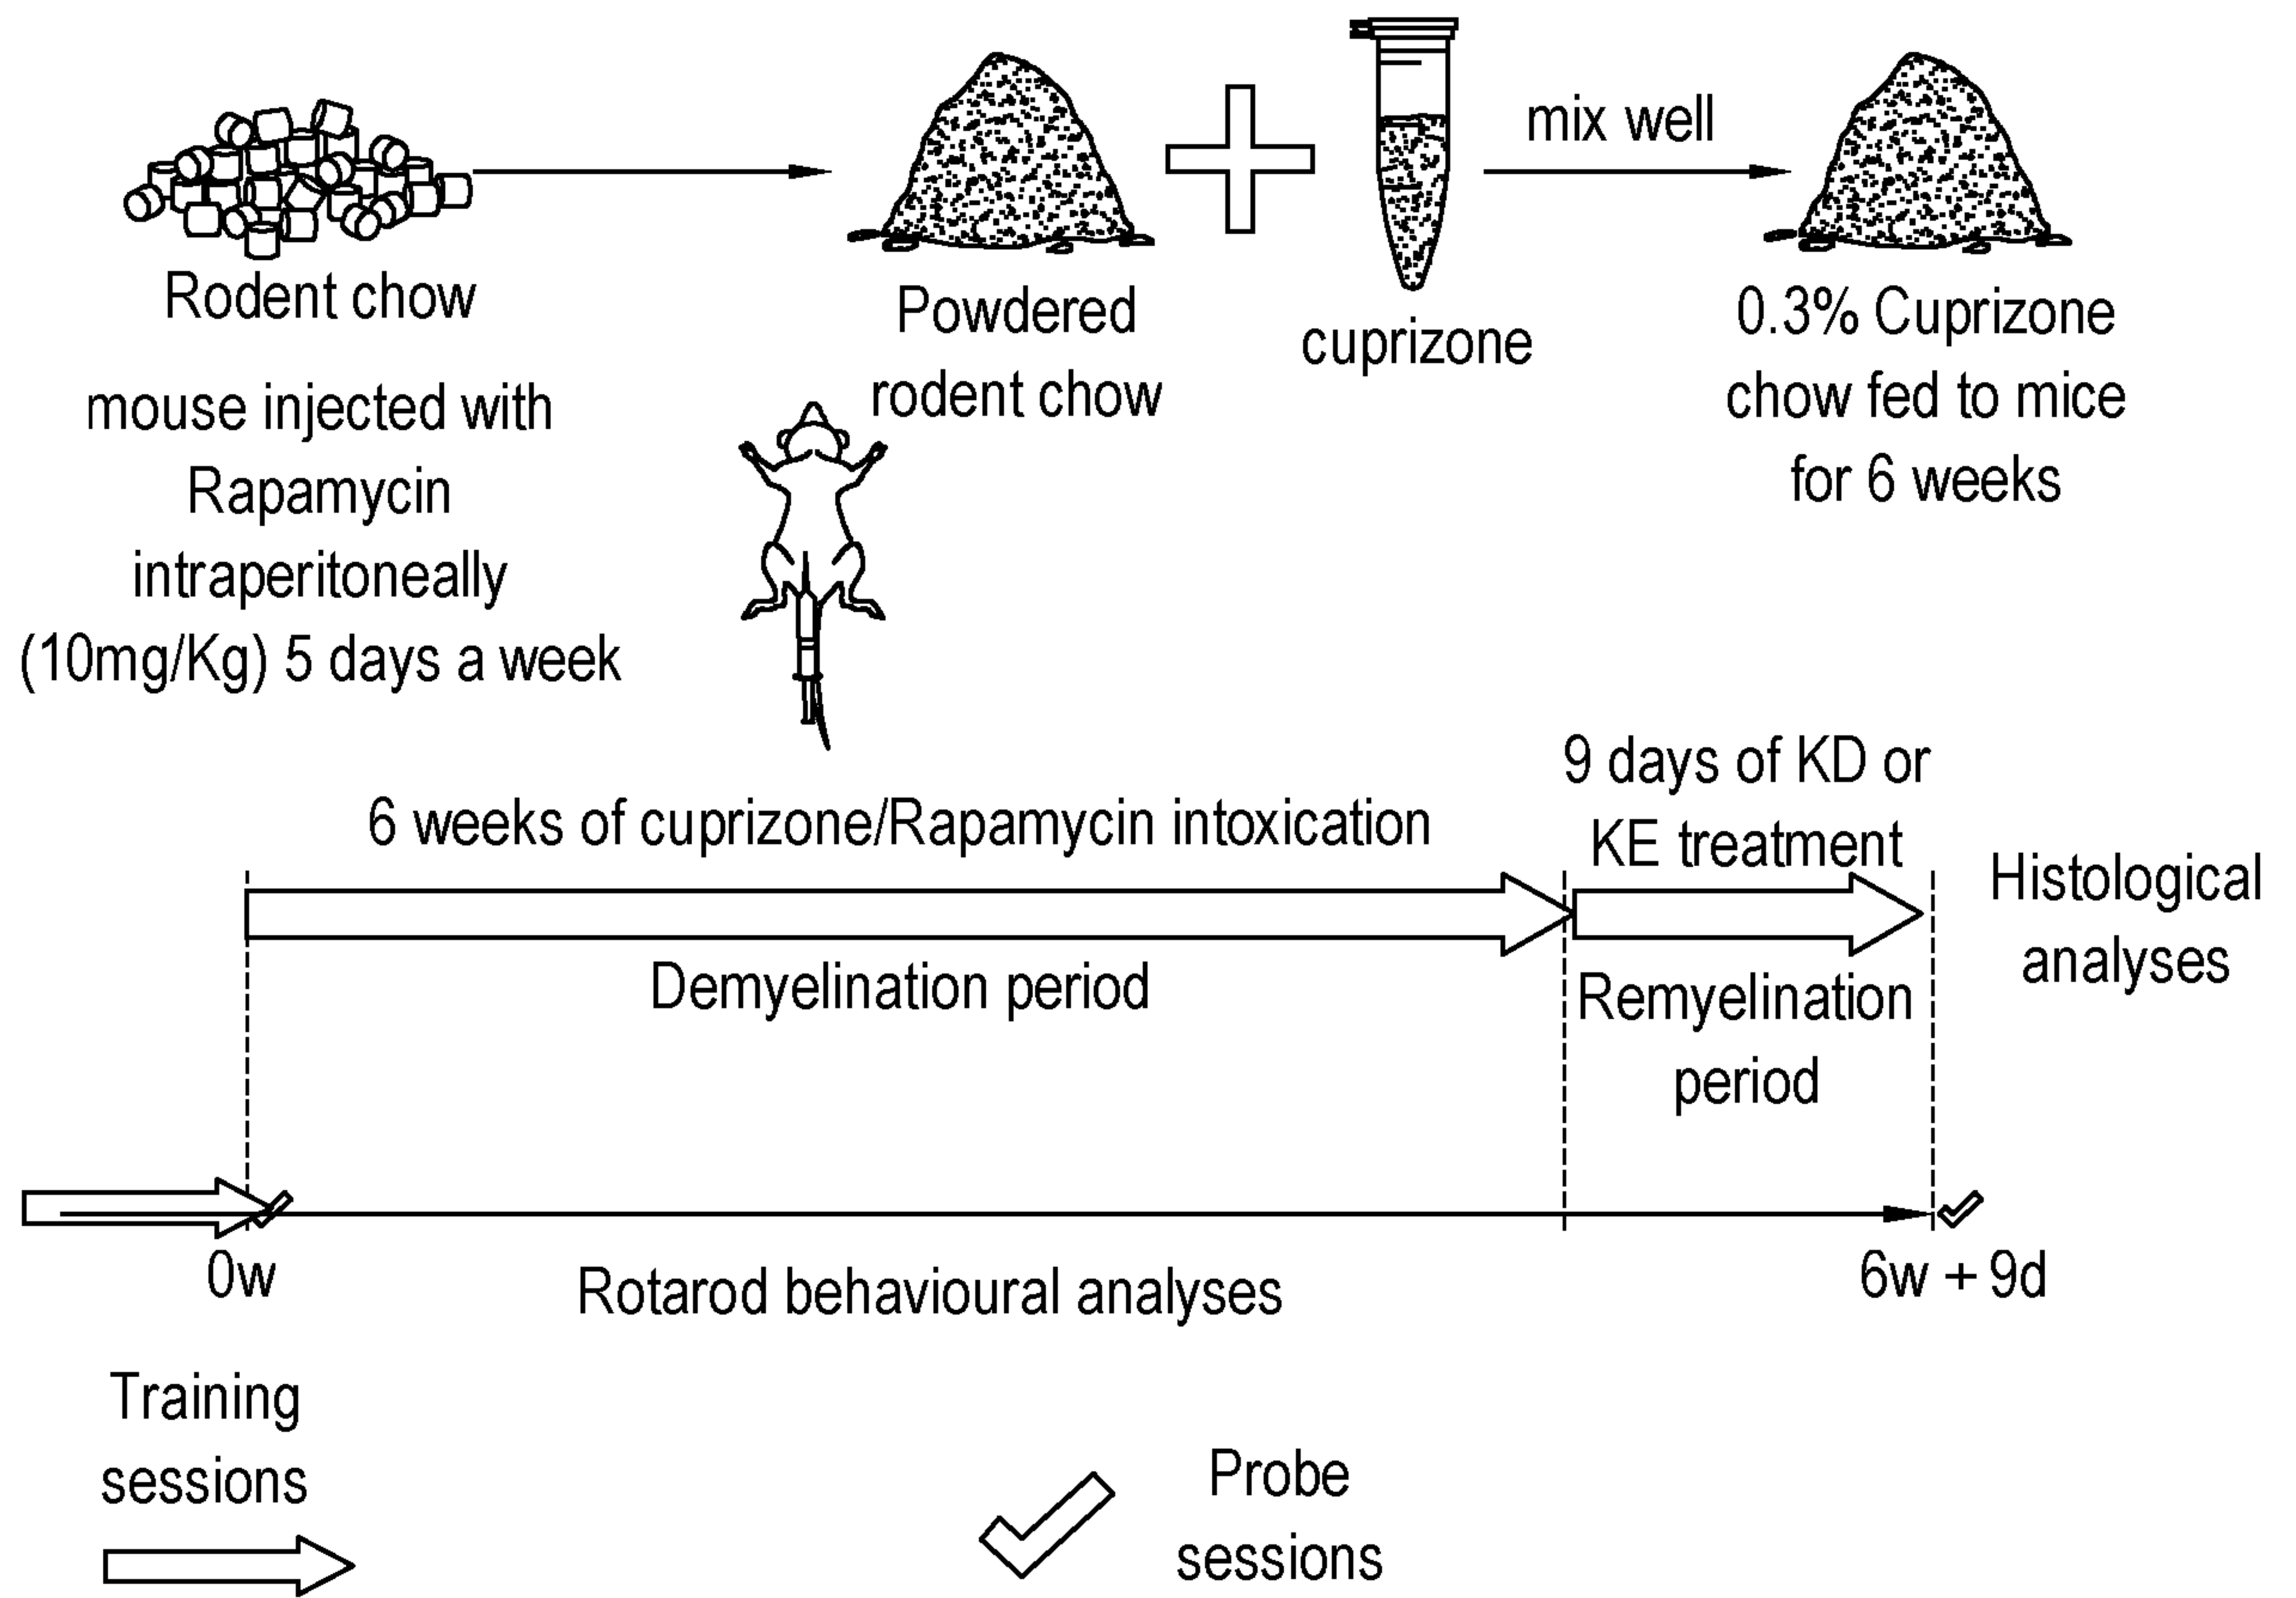 mix well
Rodent chow
Powdered
rodent chow
cuprizone
0.3% Cuprizone
chow fed to mice
for 6 weeks
mouse injected with
Rapamycin
intraperitoneally
(10mg/Kg) 5 days a week
6 weeks of cuprizone/Rapamycin intoxication
9 days of KD or
KE treatment
Histological
analyses
Demyelination period
Remyelination
period
0w
Rotarod behavioural analyses
6w + 9d
Training
sessions
Probe
sessions